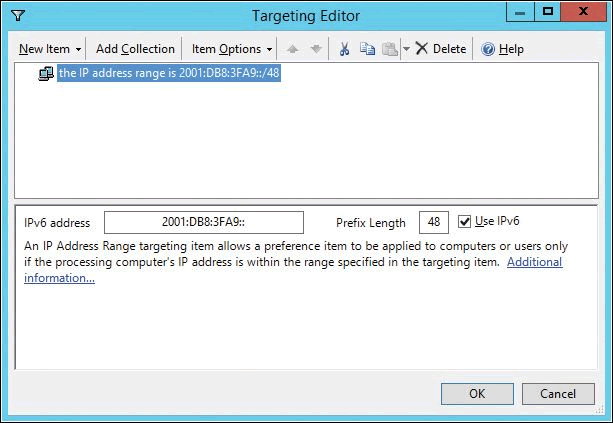 Targeting Editor
New Item Add Collection Item Options Delete Help
the IP address range is 2001:DB8:3FA9::/48
IPv6 address 2001:DB8:3FA9:: Prefix Length 48 Use IPv6
An IP Address Range targeting item allows a preference item to be applied to computers or users only
if the processing computer's IP address is within the range specified in the targeting item. Additional
information...
OK Cancel